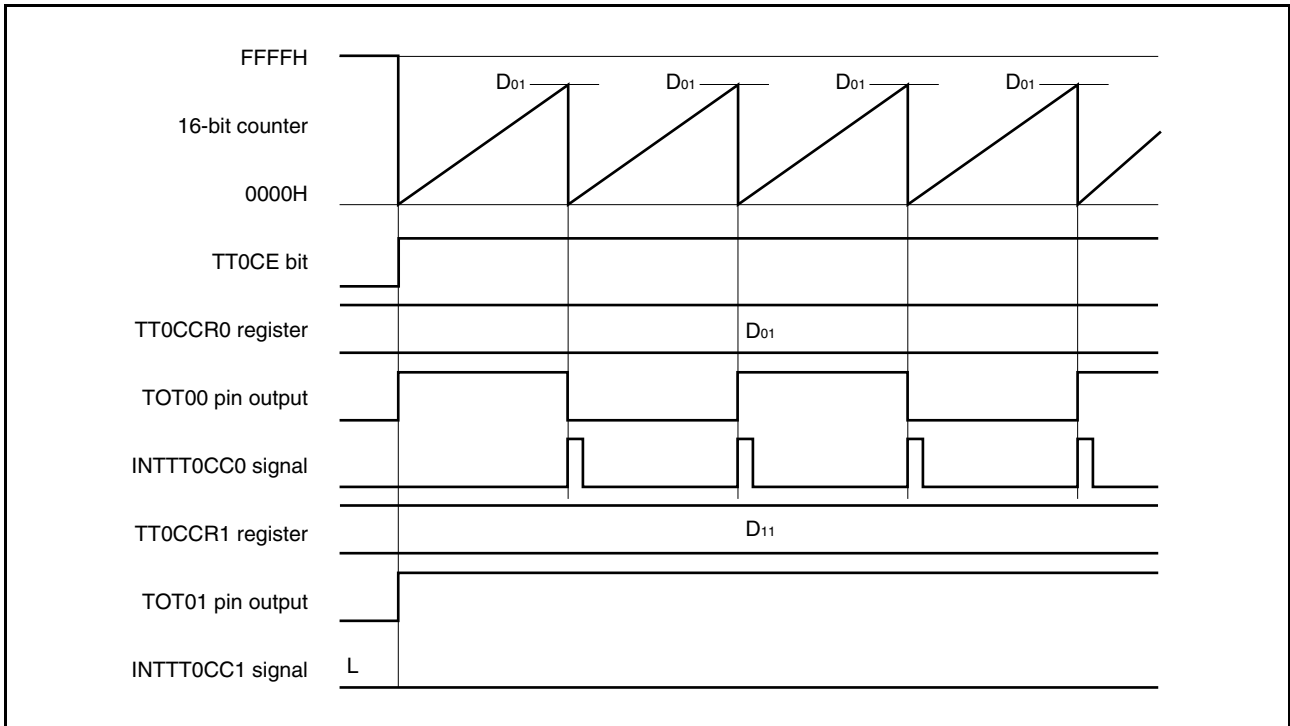 FFFFH
D01 D01 D01 D01
16-bit counter
0000H
TT0CE bit
TT0CCR0 register D01
TOT00 pin output
INTTT0CC0 signal
TT0CCR1 register D11
TOT01 pin output
INTTT0CC1 signal L